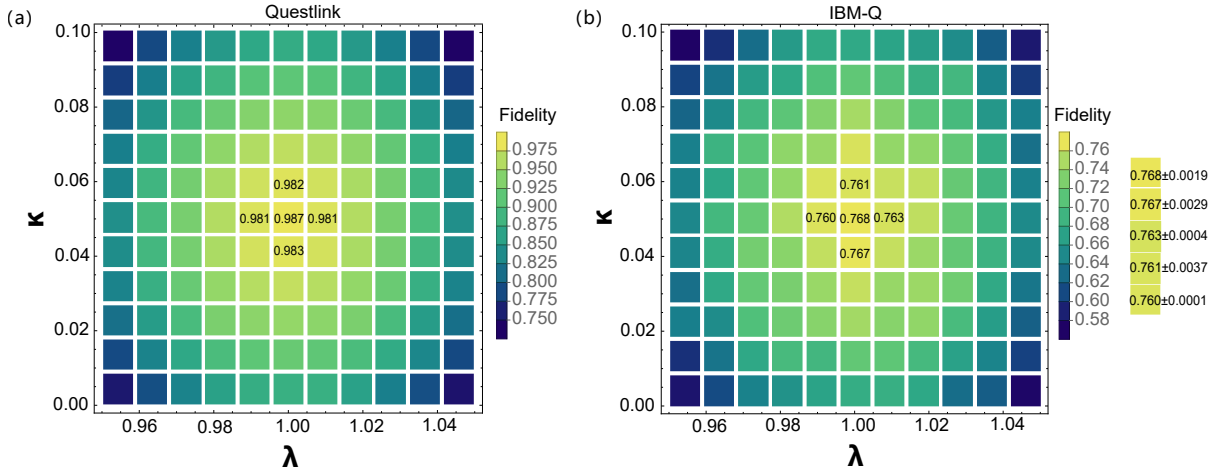 (a)
Questlink
κ
0.10
0.08
0.06
0.04
0.02
0.00
0.982
0.981 0.987 0.981
0.983
0.96 0.98 1.00 1.02 1.04
λ
Fidelity
0.975
0.950
0.925
0.900
0.875
0.850
0.825
0.800
0.775
0.750
(b)
IBM-Q
κ
0.10
0.08
0.06
0.04
0.02
0.00
0.761
0.760 0.768 0.763
0.767
0.96 0.98 1.00 1.02 1.04
λ
Fidelity
0.76
0.74
0.72
0.70
0.68
0.66
0.64
0.62
0.60
0.58
0.768±0.0019
0.767±0.0029
0.763±0.0004
0.761±0.0037
0.760±0.0001